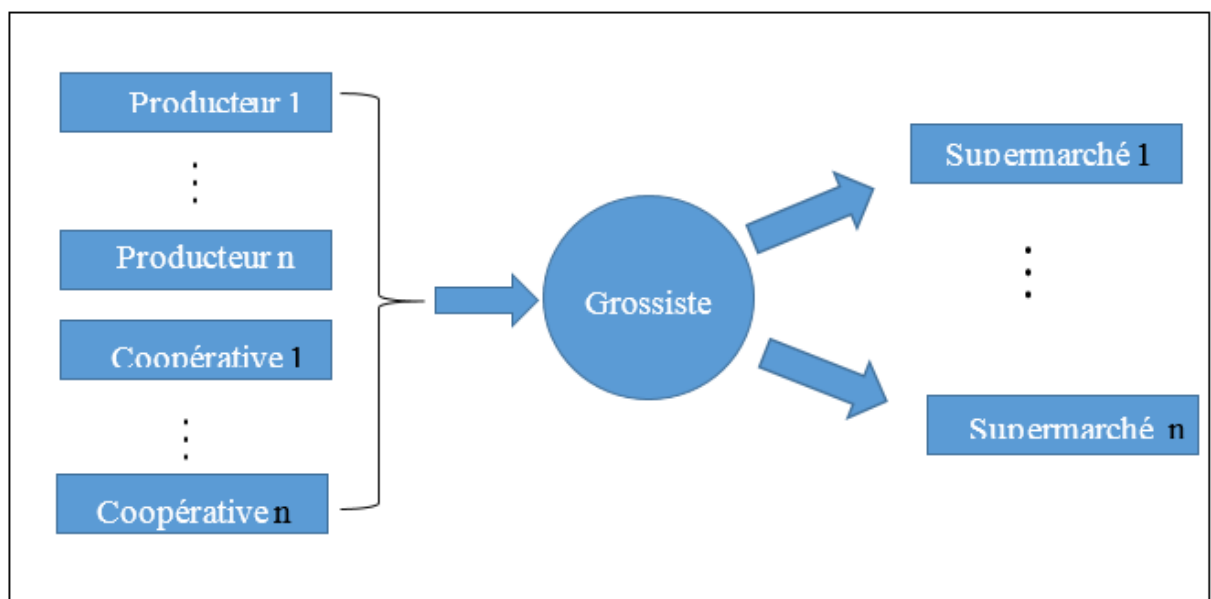 Producteur 1
Producteur n
Coopérative 1
Coopérative n
Grossiste
Supermarché 1
Supermarché n